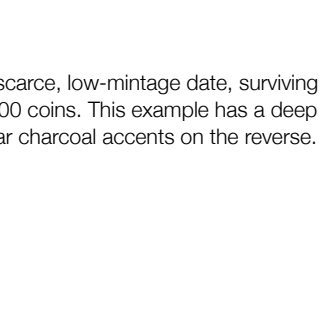 scarce, low-mintage date, surviving
00 coins. This example has a deep
ar charcoal accents on the reverse.